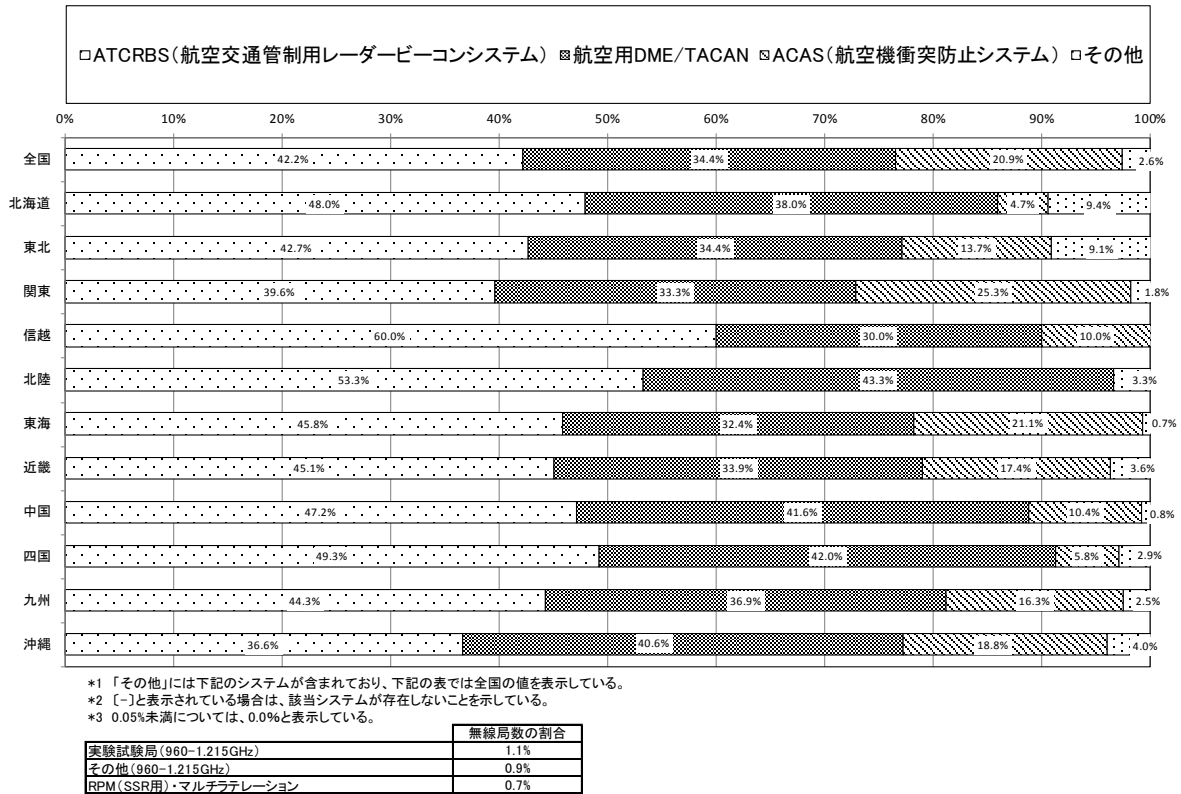 □ATCRBS(航空交通管制用レーダービーコンシステム) ▩航空用DME/TACAN ▧ACAS(航空機衝突防止システム) □その他
0% 10% 20% 30% 40% 50% 60% 70% 80% 90% 100%
全国 42.2% 34.4% 20.9% 2.6%
北海道 48.0% 38.0% 4.7% 9.4%
東北 42.7% 34.4% 13.7% 9.1%
関東 39.6% 33.3% 25.3% 1.8%
信越 60.0% 30.0% 10.0%
北陸 53.3% 43.3% 3.3%
東海 45.8% 32.4% 21.1% 0.7%
近畿 45.1% 33.9% 17.4% 3.6%
中国 47.2% 41.6% 10.4% 0.8%
四国 49.3% 42.0% 5.8% 2.9%
九州 44.3% 36.9% 16.3% 2.5%
沖縄 36.6% 40.6% 18.8% 4.0%
*1 「その他」には下記のシステムが含まれており、下記の表では全国の値を表示している。
*2 [-]と表示されている場合は、該当システムが存在しないことを示している。
*3 0.05%未満については、0.0%と表示している。
無線局数の割合
実験試験局(960-1.215GHz) 1.1%
その他(960-1.215GHz) 0.9%
RPM(SSR用)・マルチラテレーション 0.7%